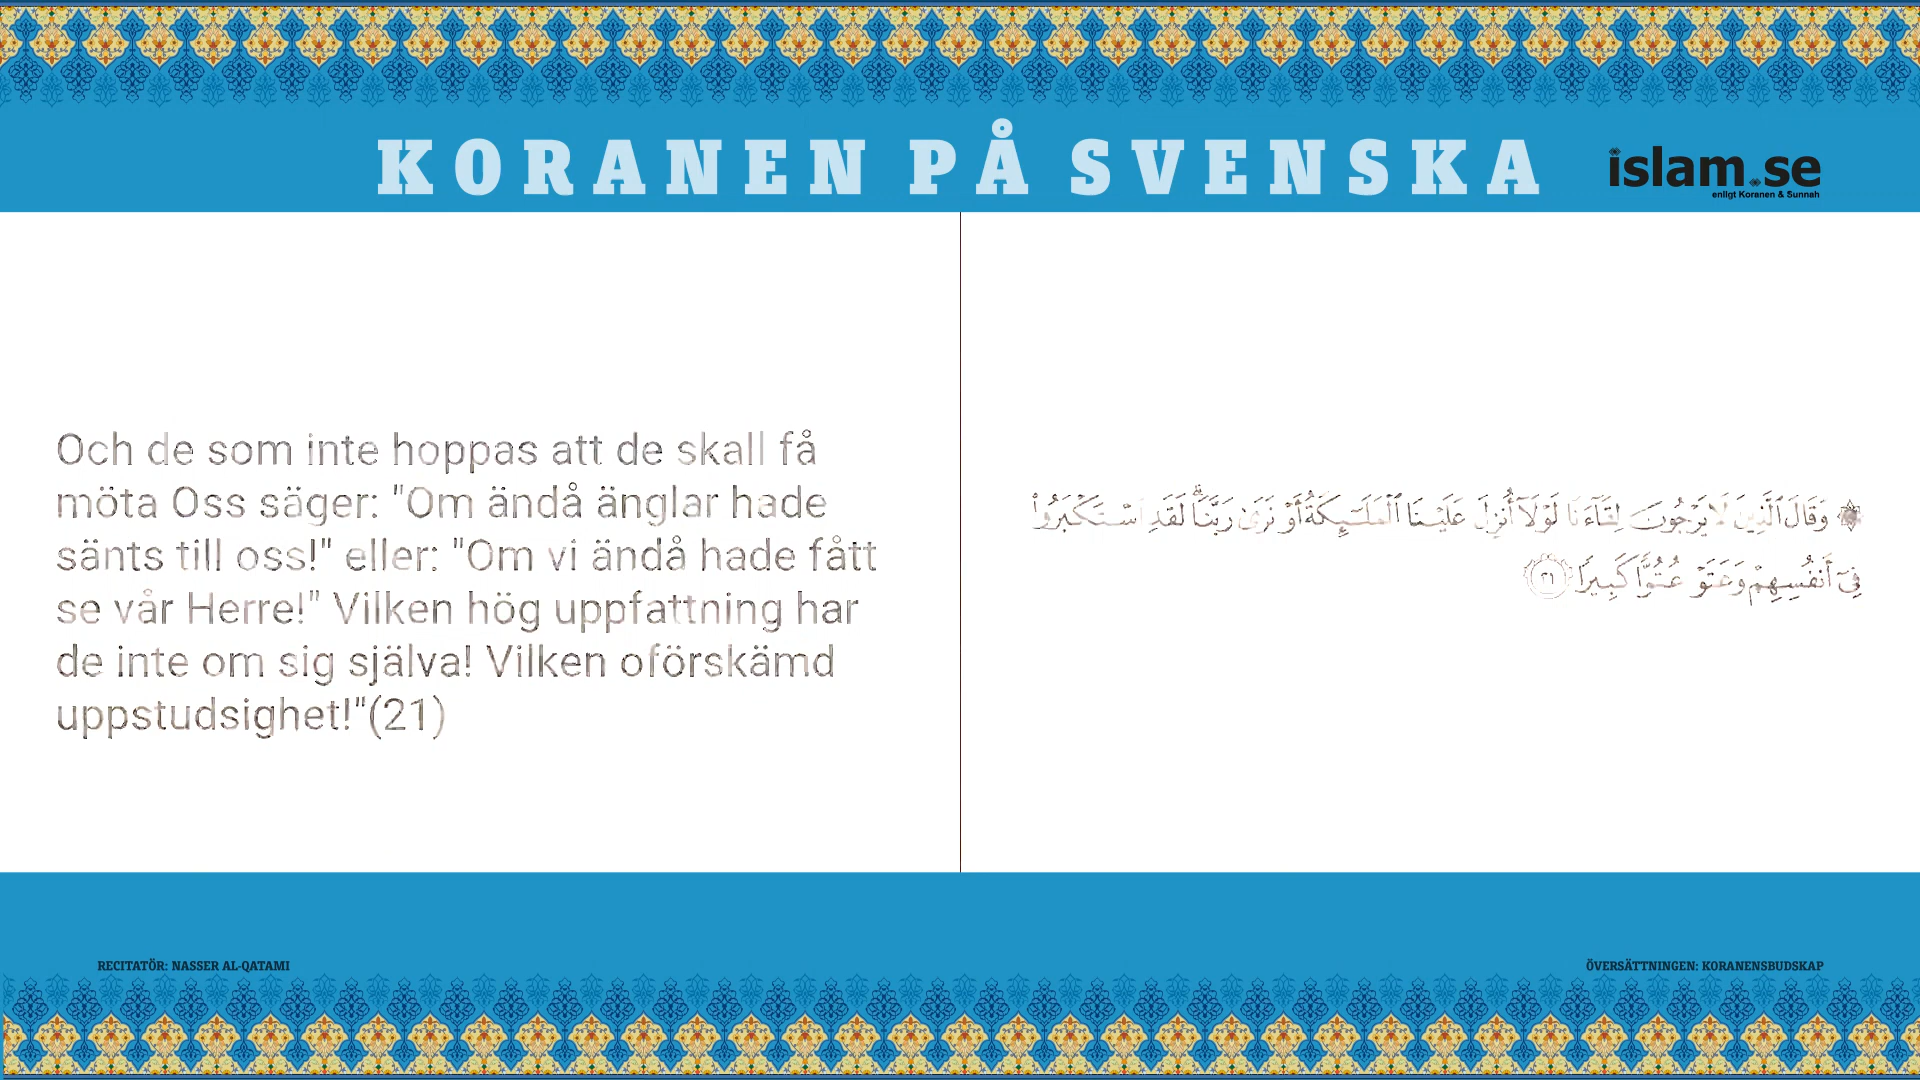 KORANEN PÅ SVENSKA
islam.se
enligt Koranen & Sunnah
Och de som inte hoppas att de skall få
möta Oss säger: "Om ändå änglar hade
sänts till oss!" eller: "Om vi ändå hade fått
se vår Herre!" Vilken hög uppfattning har
de inte om sig själva! Vilken oförskämd
uppstudsighet!"(21)
۞ وَقَالَ ٱلَّذِينَ لَا يَرْجُونَ لِقَآءَنَا لَوْلَآ أُنزِلَ عَلَيْنَا ٱلْمَلَـٰٓئِكَةُ أَوْ نَرَىٰ رَبَّنَا ۗ لَقَدِ ٱسْتَكْبَرُوا۟
فِىٓ أَنفُسِهِمْ وَعَتَوْ عُتُوًّا كَبِيرًا ٢١
RECITATÖR: NASSER AL-QATAMI
ÖVERSÄTTNINGEN: KORANENSBUDSKAP